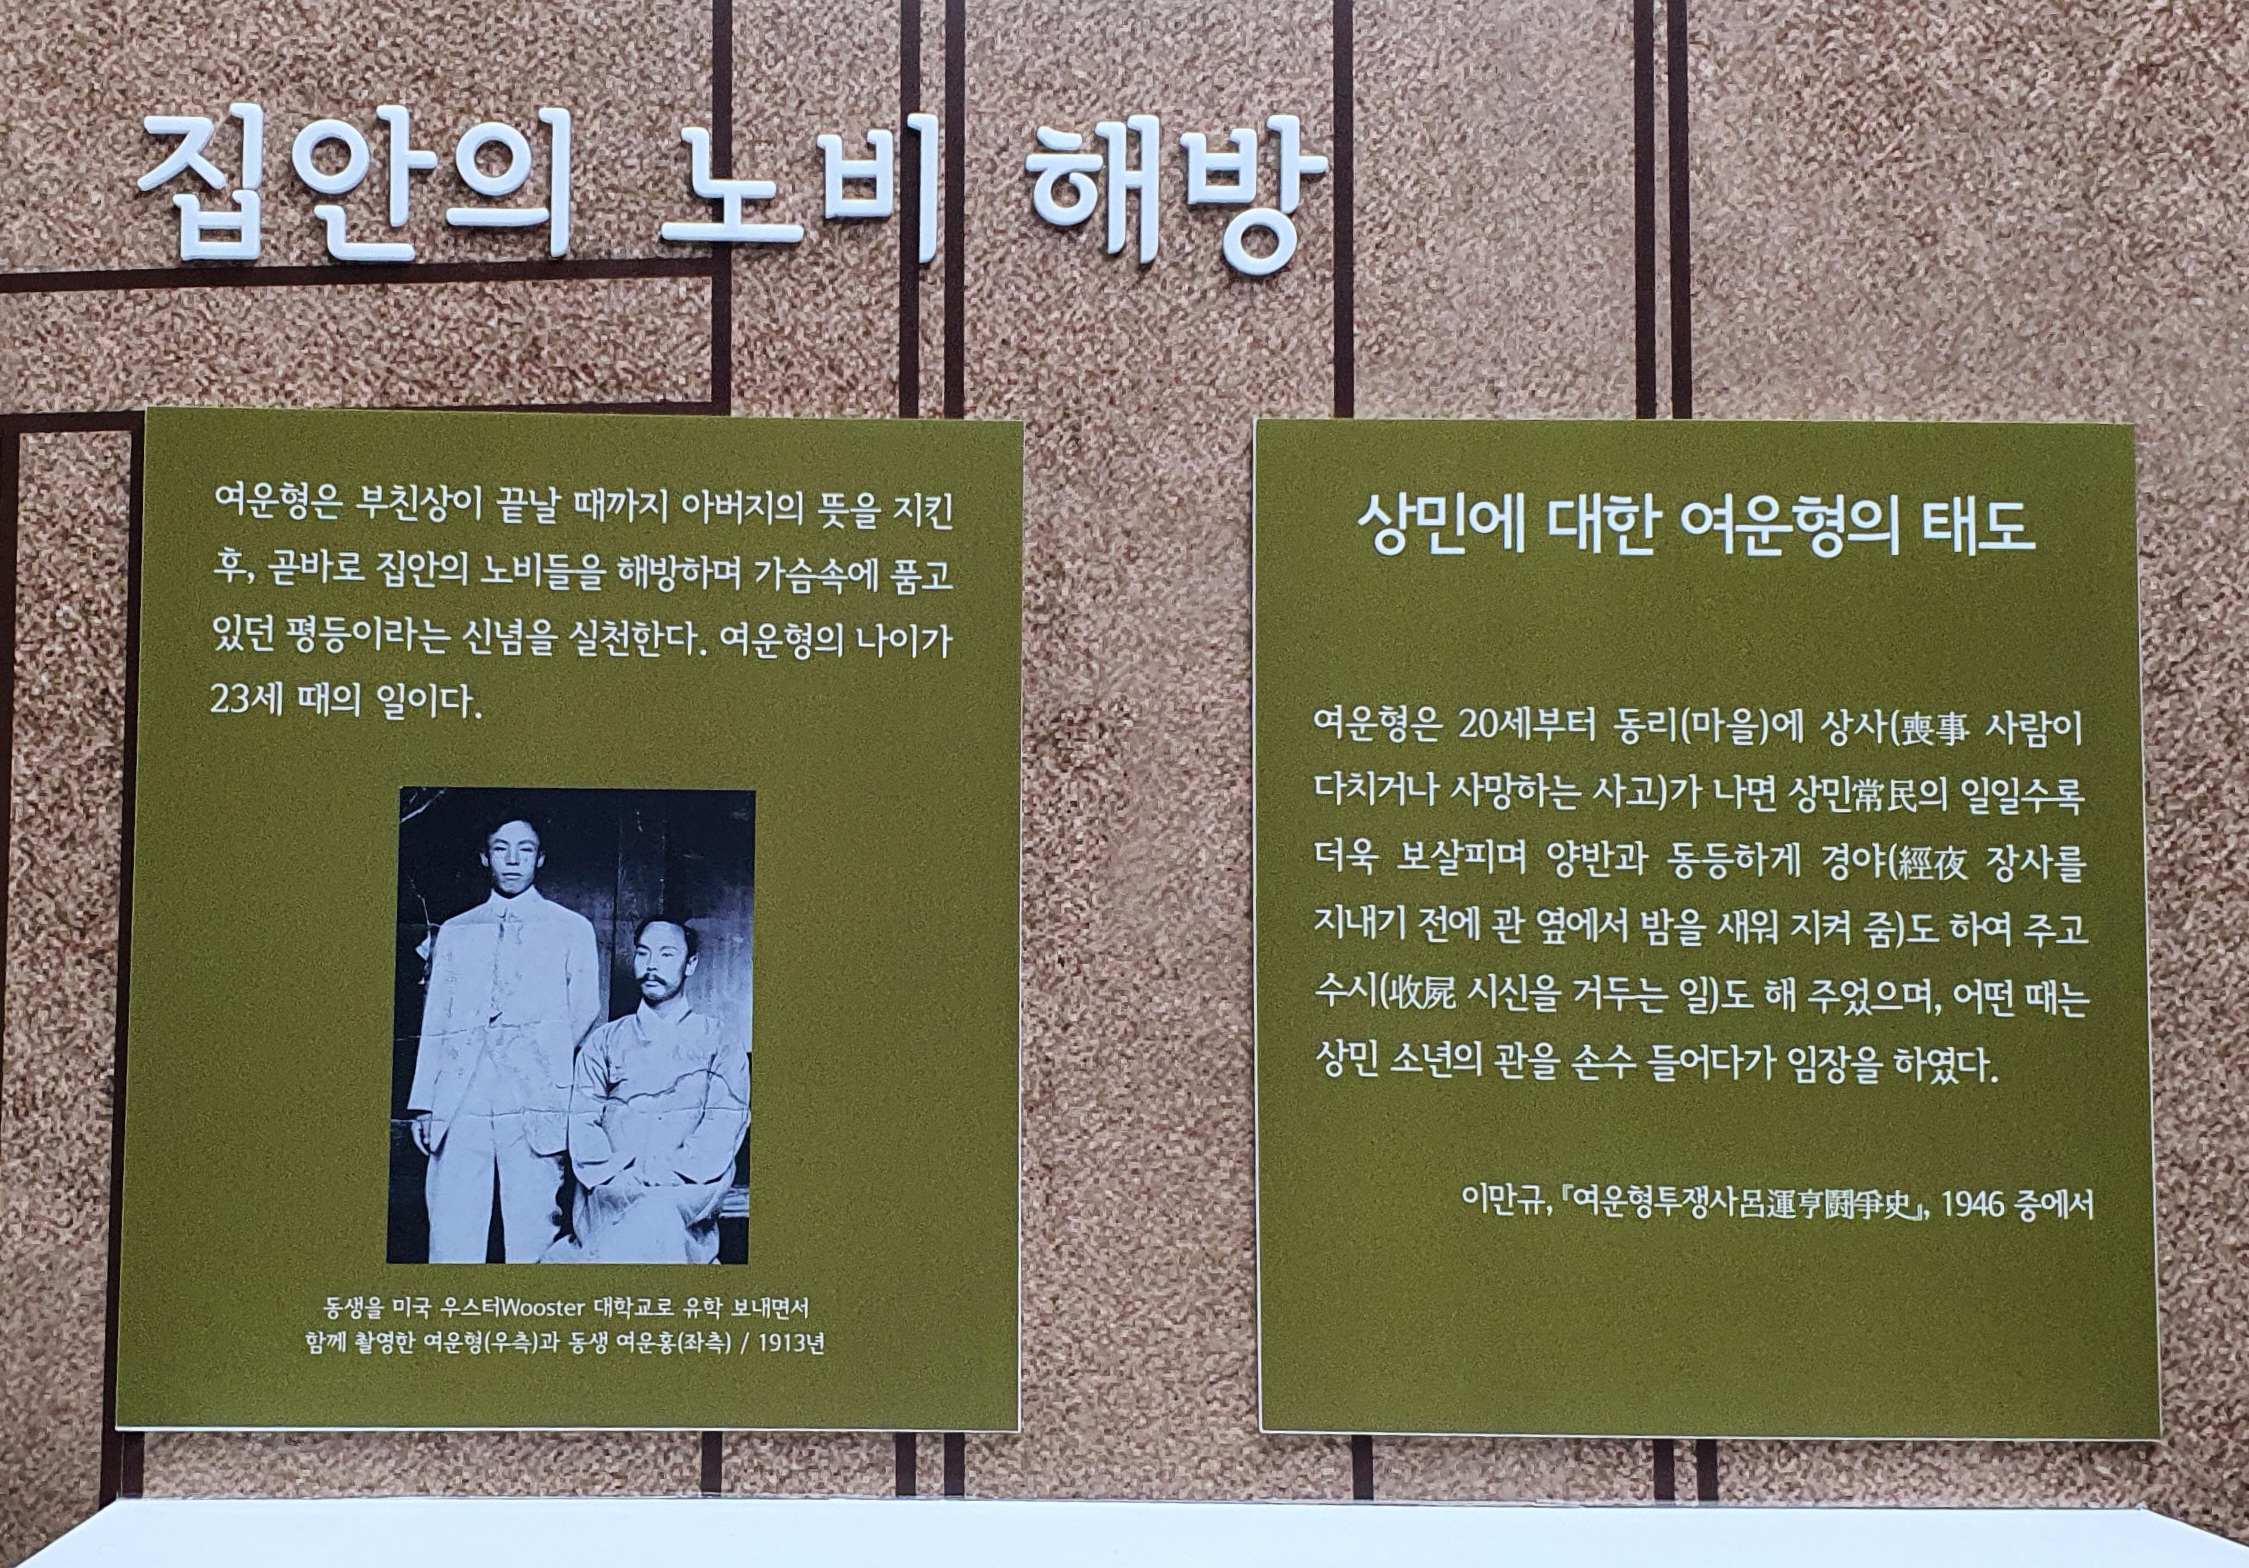 집안의 노비 해방
여운형은 부친상이 끝날 때까지 아버지의 뜻을 지킨
후, 곧바로 집안의 노비들을 해방하며 가슴속에 품고
있던 평등이라는 신념을 실천한다. 여운형의 나이가
23세 때의 일이다.
동생을 미국 우스터Wooster 대학교로 유학 보내면서
함께 촬영한 여운형(우측)과 동생 여운홍(좌측) / 1913년
상민에 대한 여운형의 태도
여운형은 20세부터 동리(마을)에 상사(喪事 사람이
다치거나 사망하는 사고)가 나면 상민常民의 일일수록
더욱 보살피며 양반과 동등하게 경야(經夜 장사를
지내기 전에 관 옆에서 밤을 새워 지켜 줌)도 하여 주고
수시(收屍 시신을 거두는 일)도 해 주었으며, 어떤 때는
상민 소년의 관을 손수 들어다가 임장을 하였다.
이만규, 『여운형투쟁사呂運亨鬪爭史』, 1946 중에서